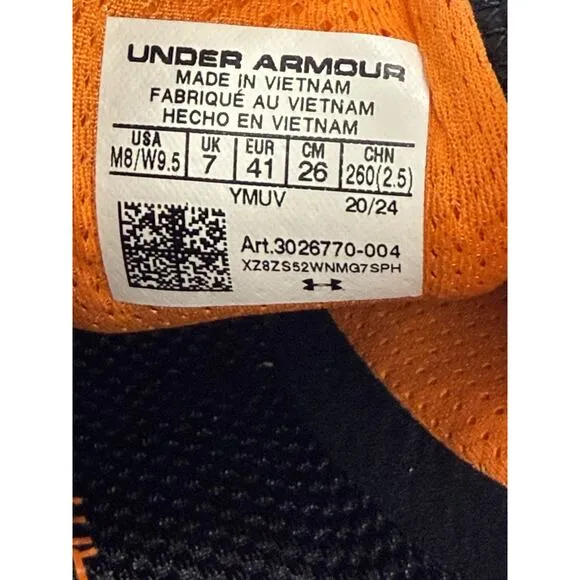 UNDER ARMOUR
MADE IN VIETNAM
FABRIQUÉ AU VIETNAM
HECHO EN VIETNAM
USA UK EUR CM CHN
M8/W9.5 7 41 26 260(2.5)
YMUV 20/24
Art.3026770-004
XZ8ZS52WNMG7SPH